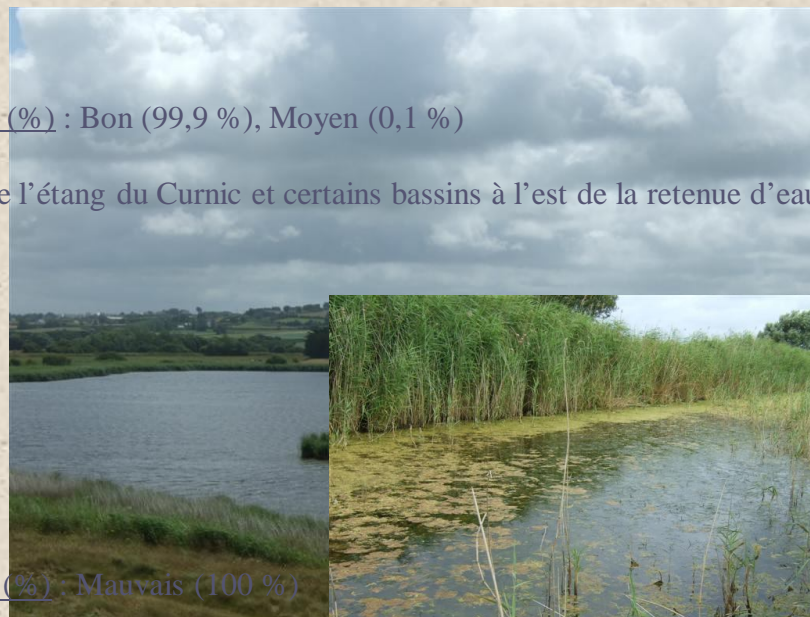 (%) : Bon (99,9 %), Moyen (0,1 %)
e l’étang du Curnic et certains bassins à l’est de la retenue d’eau
(%) : Mauvais (100 %)